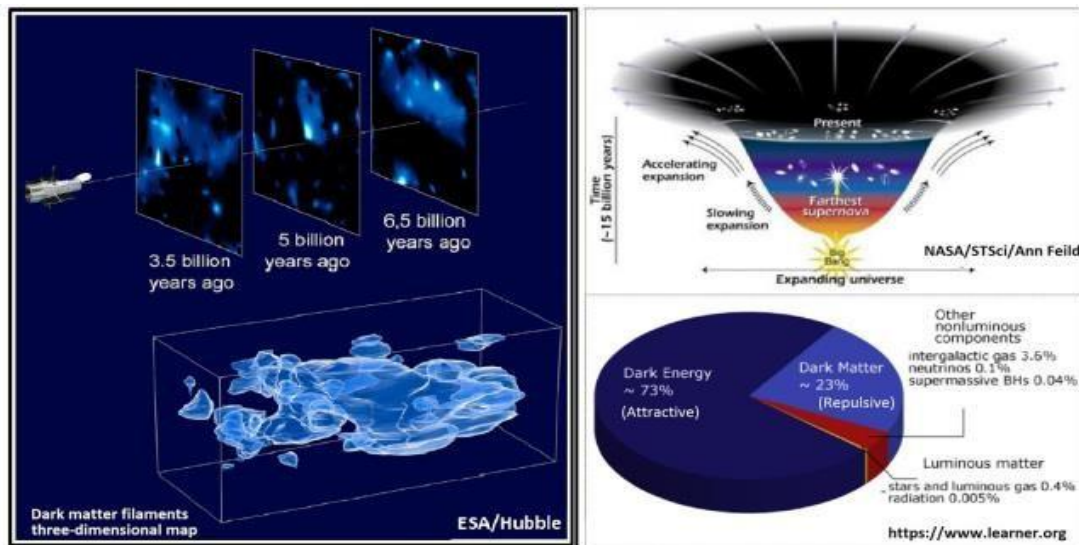 3.5 billion
years ago
5 billion
years ago
6,5 billion
years ago
Dark matter filaments
three-dimensional map
ESA/Hubble
Present
Time
(~15 billion years)
Accelerating
expansion
Slowing
expansion
Farthest
supernova
Big
Bang
NASA/STSci/Ann Feild
Expanding universe
Dark Energy
~ 73%
(Attractive)
Dark Matter
~ 23%
(Repulsive)
Other
nonluminous
components
intergalactic gas 3.6%
neutrinos 0.1%
supermassive BHs 0.04%
Luminous matter
stars and luminous gas 0.4%
radiation 0.005%
https://www.learner.org